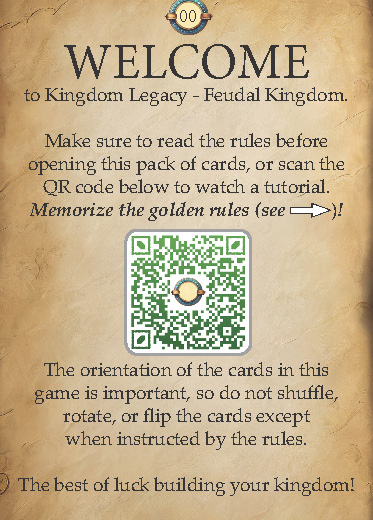 00
WELCOME
to Kingdom Legacy - Feudal Kingdom.
Make sure to read the rules before
opening this pack of cards, or scan the
QR code below to watch a tutorial.
Memorize the golden rules (see )!
The orientation of the cards in this
game is important, so do not shuffle,
rotate, or flip the cards except
when instructed by the rules.
The best of luck building your kingdom!